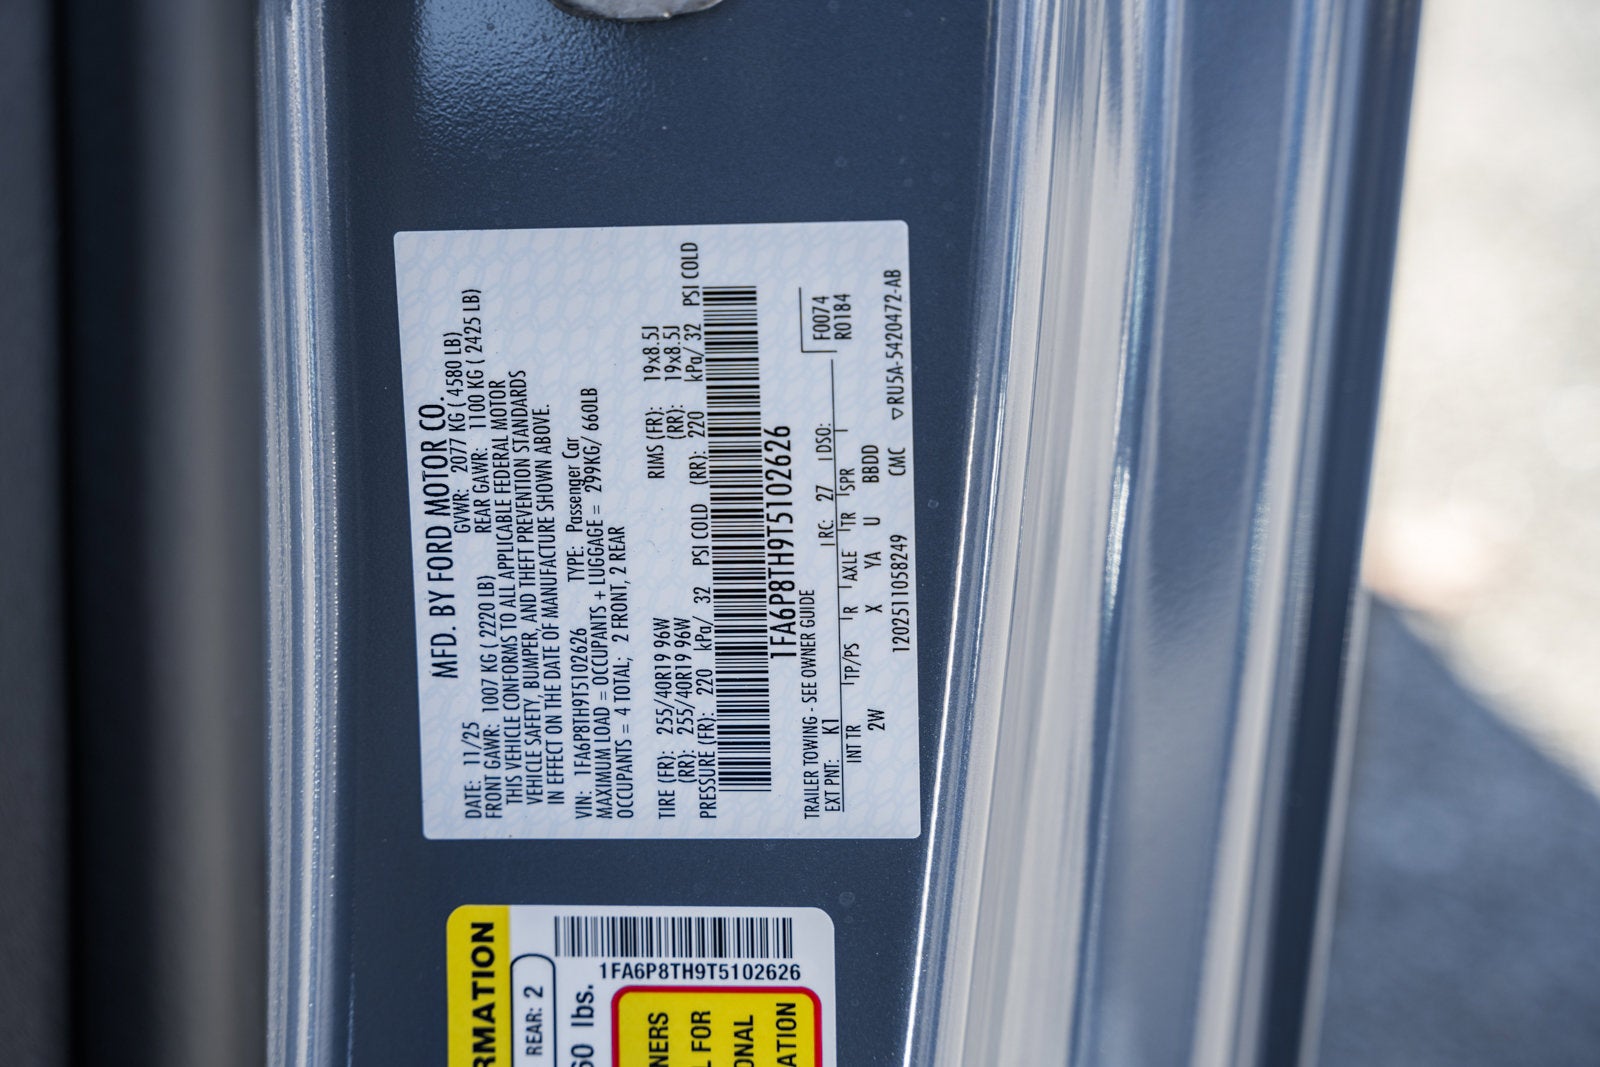 MFD. BY FORD MOTOR CO.
DATE: 11/25 GVWR: 2077 KG ( 4580 LB)
FRONT GAWR: 1007 KG ( 2220 LB) REAR GAWR: 1100 KG ( 2425 LB)
THIS VEHICLE CONFORMS TO ALL APPLICABLE FEDERAL MOTOR
VEHICLE SAFETY, BUMPER, AND THEFT PREVENTION STANDARDS
IN EFFECT ON THE DATE OF MANUFACTURE SHOWN ABOVE.
VIN: 1FA6P8TH9T5102626 TYPE: Passenger Car
MAXIMUM LOAD = OCCUPANTS + LUGGAGE = 299KG/ 660LB
OCCUPANTS = 4 TOTAL; 2 FRONT, 2 REAR
TIRE (FR): 255/40R19 96W RIMS (FR): 19x8.5J
(RR): 255/40R19 96W (RR): 19x8.5J
PRESSURE (FR): 220 kPa/ 32 PSI COLD (RR): 220 kPa/ 32 PSI COLD
1FA6P8TH9T5102626
TRAILER TOWING - SEE OWNER GUIDE F0074
EXT PNT: K1 RC: 27 DSO: R0184
INT TR TP/PS R AXLE TR SPR
2W X YA U BBDD
12025110582​49 CMC ▽RU5A-5420472-AB
1FA6P8TH9T5102626
RMATION
REAR: 2
60 lbs.
NERS
L FOR
ONAL
ATION